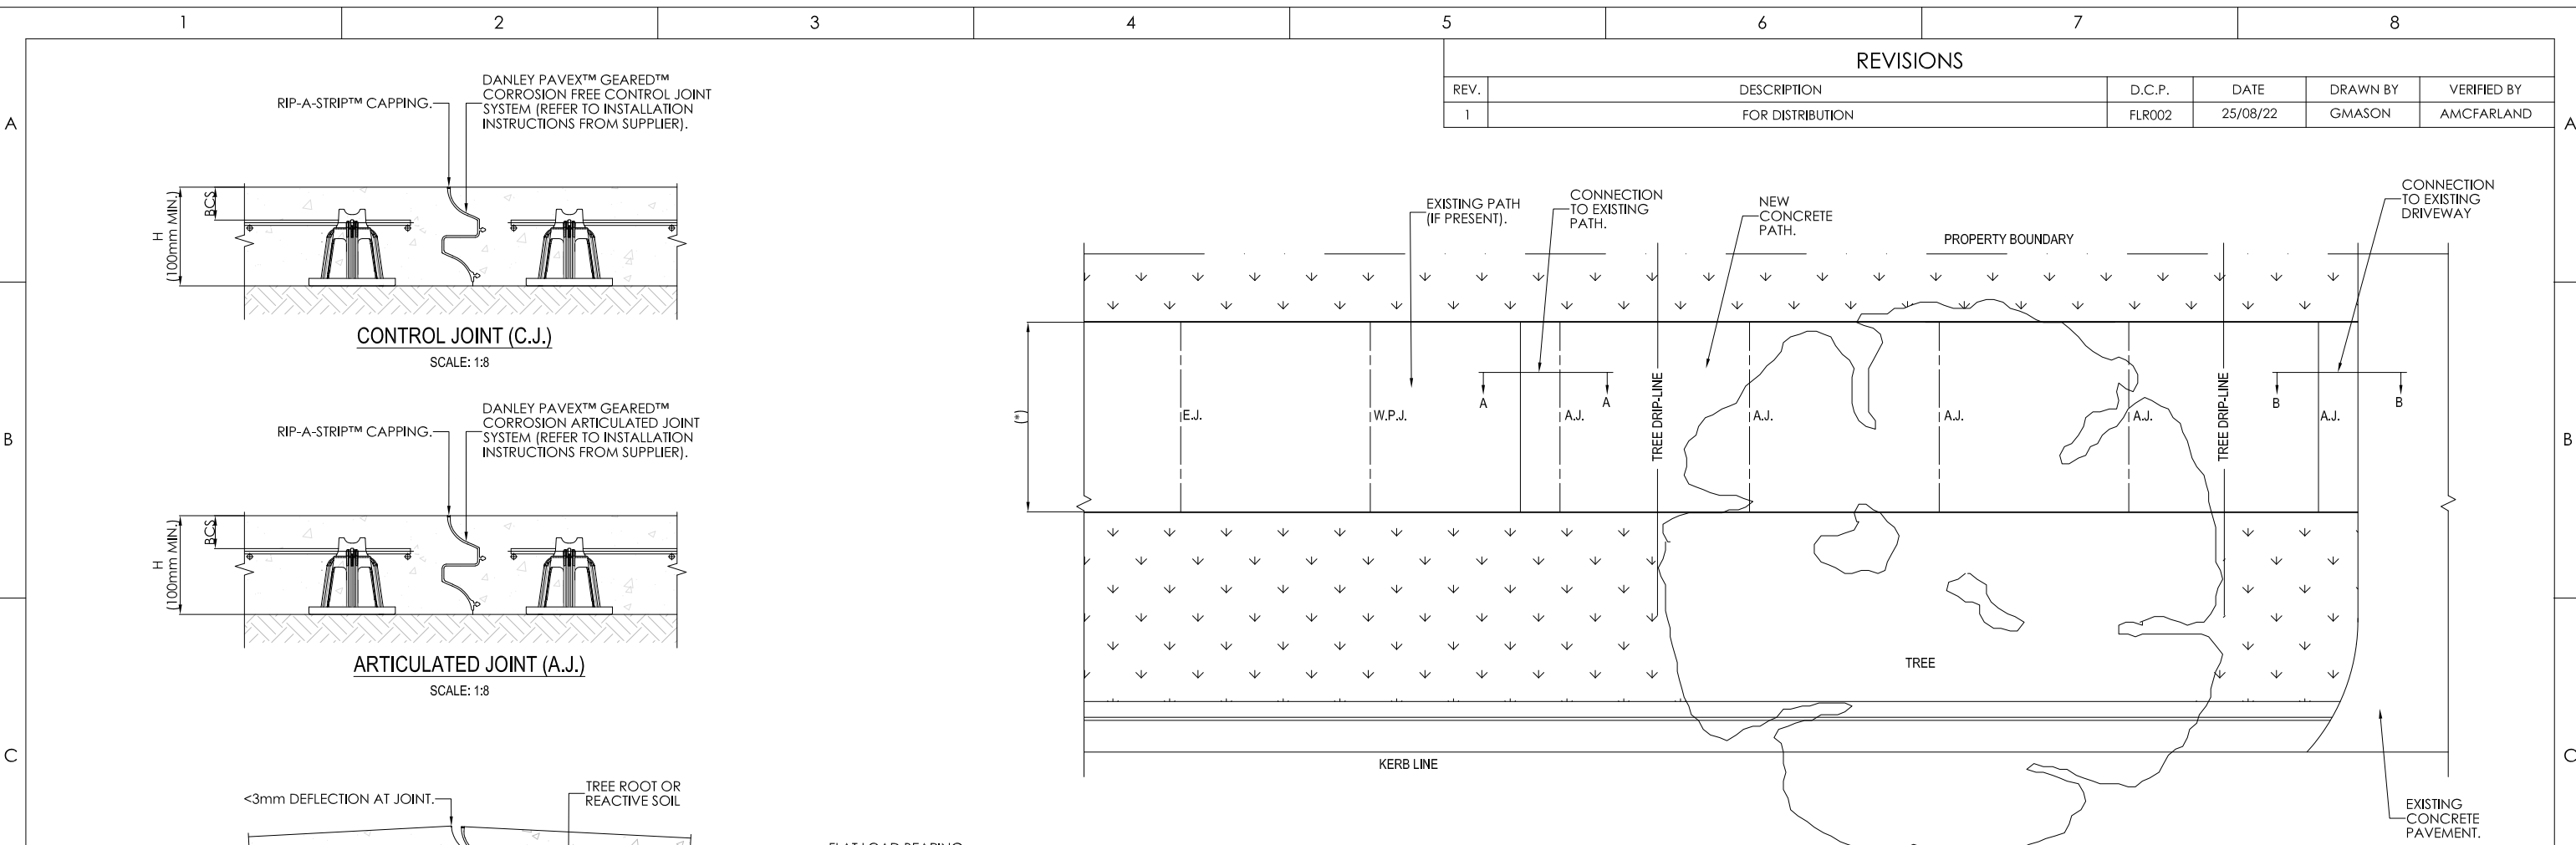 1 2 3 4 5 6 7 8
A
A
B
B
C
C
REVISIONS
REV. DESCRIPTION D.C.P. DATE DRAWN BY VERIFIED BY
1 FOR DISTRIBUTION FLR002 25/08/22 GMASON AMCFARLAND
RIP-A-STRIP™ CAPPING.
DANLEY PAVEX™ GEARED™
CORROSION FREE CONTROL JOINT
SYSTEM (REFER TO INSTALLATION
INSTRUCTIONS FROM SUPPLIER).
H
(100mm MIN.)
BCS
CONTROL JOINT (C.J.)
SCALE: 1:8
RIP-A-STRIP™ CAPPING.
DANLEY PAVEX™ GEARED™
CORROSION ARTICULATED JOINT
SYSTEM (REFER TO INSTALLATION
INSTRUCTIONS FROM SUPPLIER).
H
(100mm MIN.)
BCS
ARTICULATED JOINT (A.J.)
SCALE: 1:8
<3mm DEFLECTION AT JOINT.
TREE ROOT OR
REACTIVE SOIL
FLAT LOAD BEARING
EXISTING PATH
(IF PRESENT).
CONNECTION
TO EXISTING
PATH.
NEW
CONCRETE
PATH.
PROPERTY BOUNDARY
CONNECTION
TO EXISTING
DRIVEWAY
(*)
E.J.
W.P.J.
A
A
A.J.
TREE DRIP-LINE
A.J.
A.J.
A.J.
TREE DRIP-LINE
B
B
A.J.
TREE
KERB LINE
EXISTING
CONCRETE
PAVEMENT.